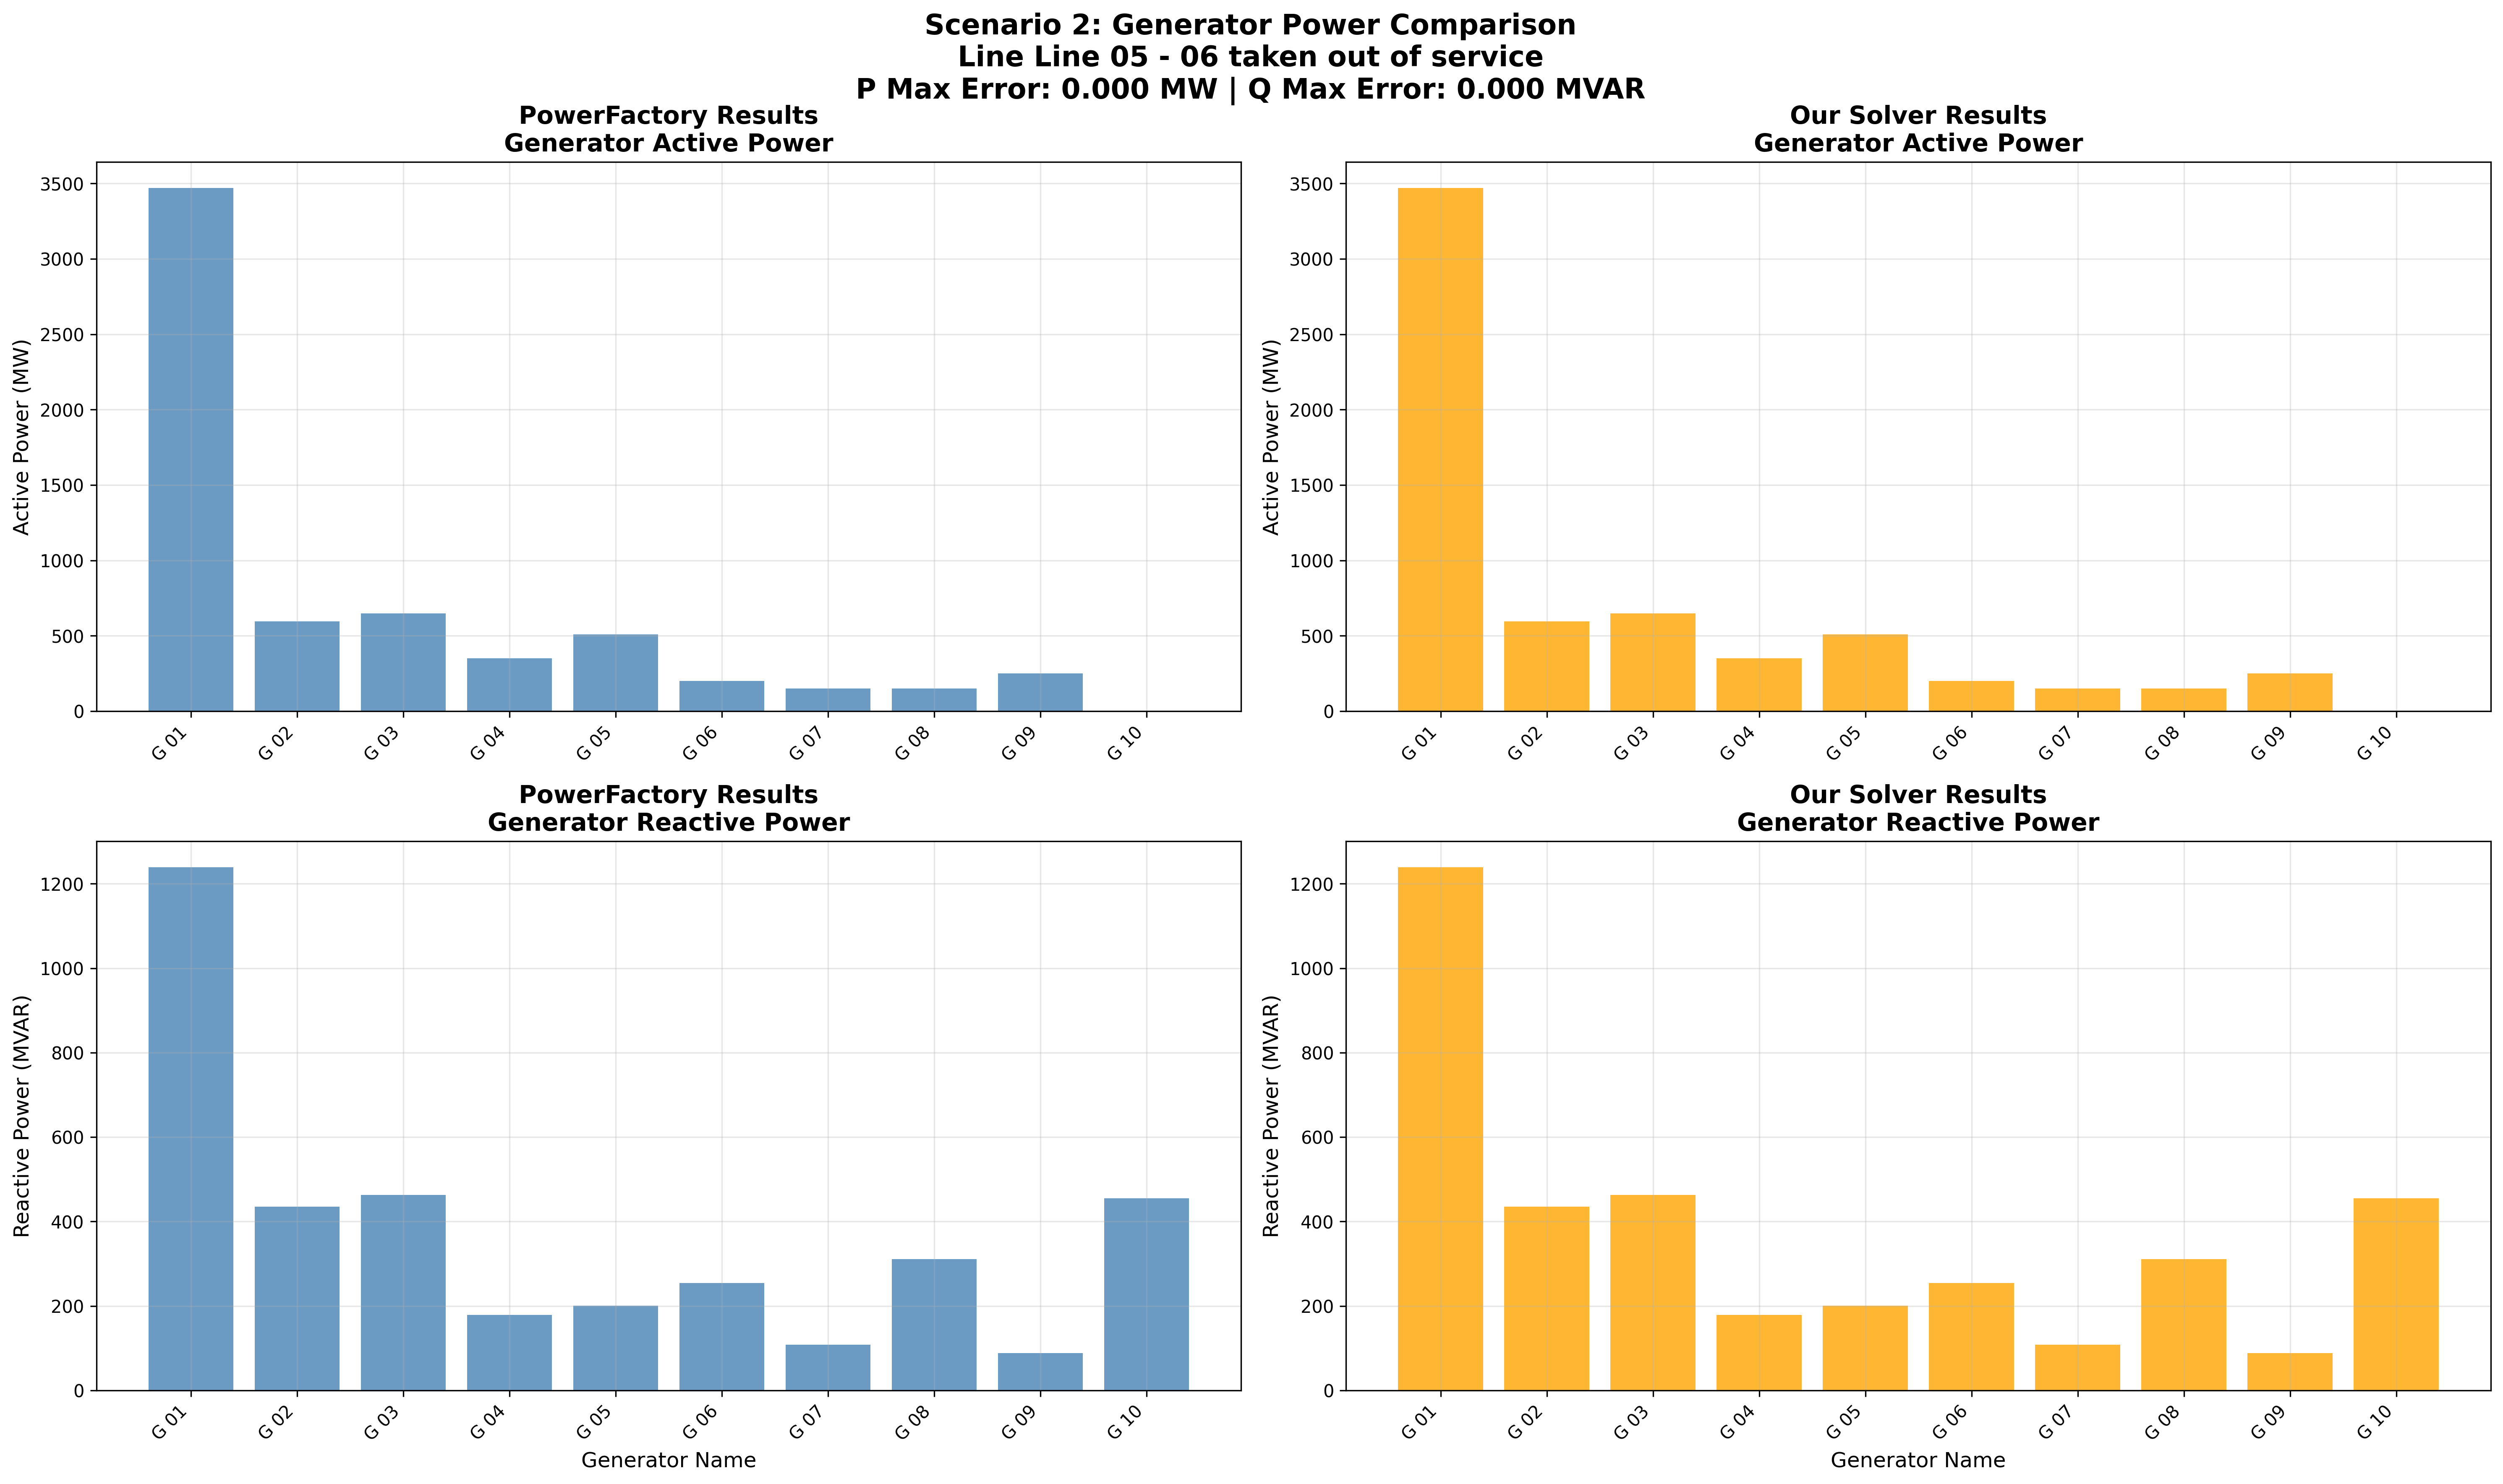 Scenario 2: Generator Power Comparison
Line Line 05 - 06 taken out of service
P Max Error: 0.000 MW | Q Max Error: 0.000 MVAR
PowerFactory Results
Generator Active Power
Active Power (MW)
3500
3000
2500
2000
1500
1000
500
0
G 01
G 02
G 03
G 04
G 05
G 06
G 07
G 08
G 09
G 10
Our Solver Results
Generator Active Power
Active Power (MW)
3500
3000
2500
2000
1500
1000
500
0
G 01
G 02
G 03
G 04
G 05
G 06
G 07
G 08
G 09
G 10
PowerFactory Results
Generator Reactive Power
Reactive Power (MVAR)
1200
1000
800
600
400
200
0
G 01
G 02
G 03
G 04
G 05
G 06
G 07
G 08
G 09
G 10
Generator Name
Our Solver Results
Generator Reactive Power
Reactive Power (MVAR)
1200
1000
800
600
400
200
0
G 01
G 02
G 03
G 04
G 05
G 06
G 07
G 08
G 09
G 10
Generator Name